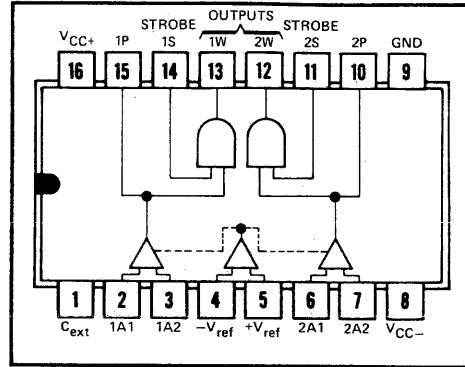 OUTPUTS
STROBE STROBE
VCC+ 1P 1S 1W 2W 2S 2P GND
16 15 14 13 12 11 10 9
1 2 3 4 5 6 7 8
Cext 1A1 1A2 −Vref +Vref 2A1 2A2 VCC−